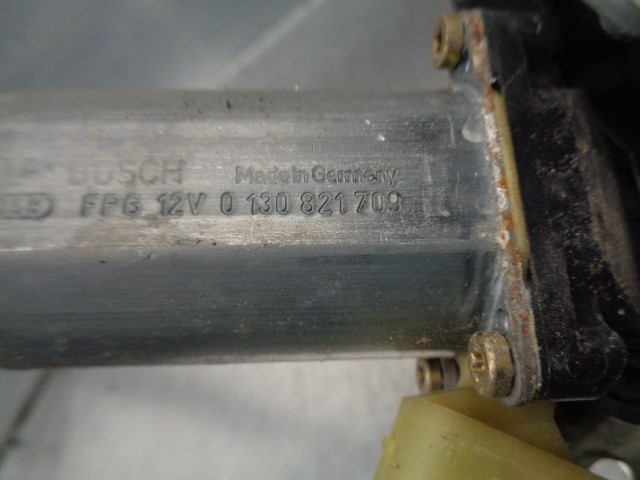 BOSCH Made in Germany
FPG 12V 0 130 821 709